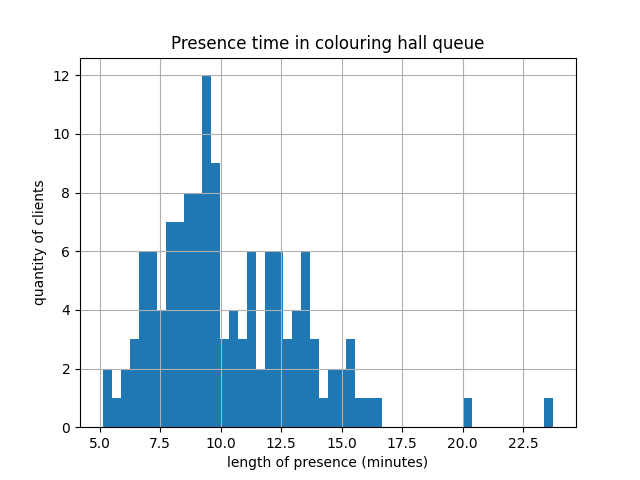 Presence time in colouring hall queue
quantity of clients
12
10
8
6
4
2
0
5.0 7.5 10.0 12.5 15.0 17.5 20.0 22.5
length of presence (minutes)